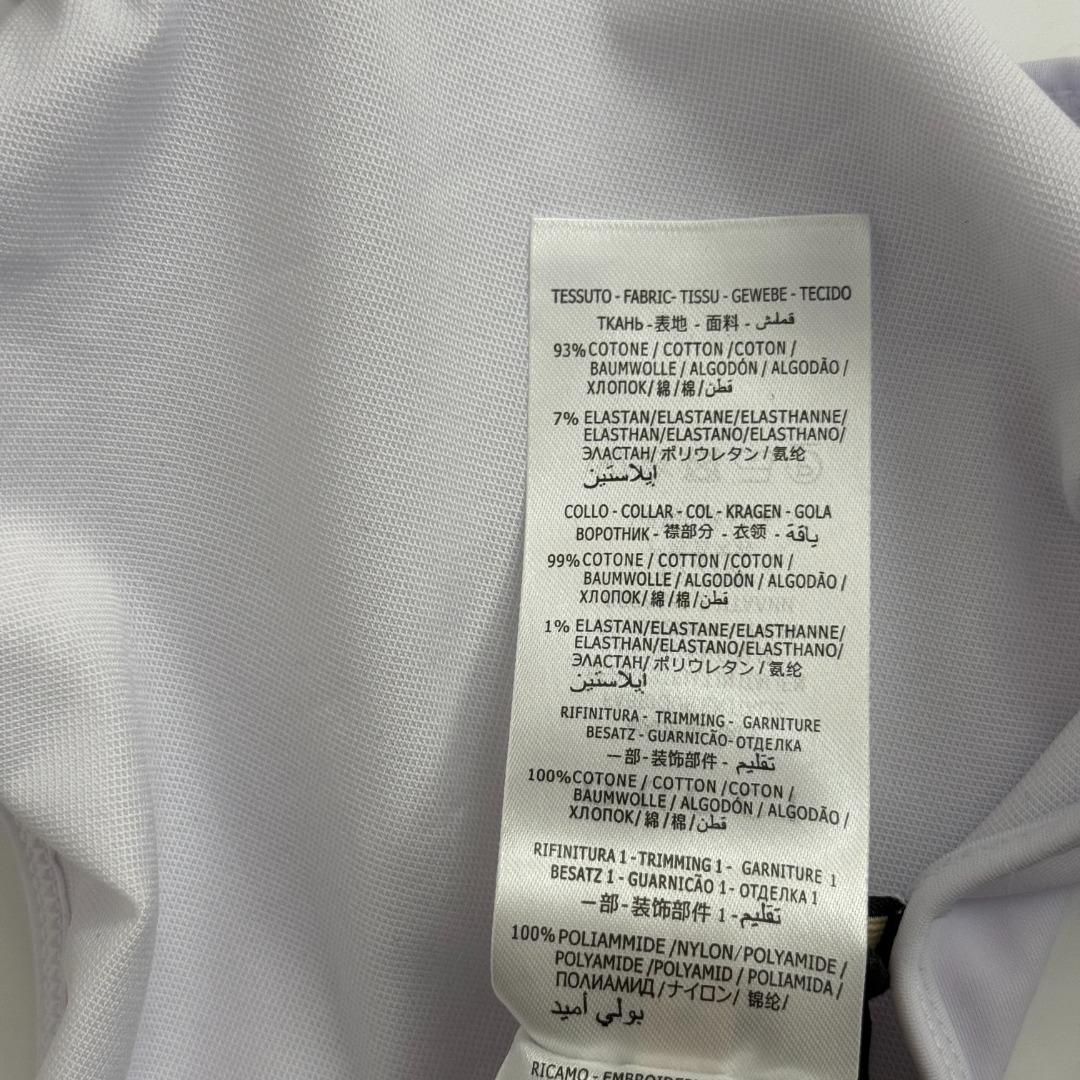 TESSUTO - FABRIC- TISSU - GEWEBE - TECIDO
ТКАНЬ -表地 - 面料 - قملش
93% COTONE / COTTON /COTON /
BAUMWOLLE / ALGODÓN / ALGODÃO /
ХЛОПОК/ 綿 / 棉 /قطن
7% ELASTAN/ELASTANE/ELASTHANNE/
ELASTHAN/ELASTANO/ELASTHANO/
ЭЛАСТАН/ ポリウレタン / 氨纶
إيلاستين
COLLO - COLLAR - COL - KRAGEN - GOLA
ВОРОТНИК - 襟部分 - 衣领 - ياقة
99% COTONE / COTTON /COTON /
BAUMWOLLE / ALGODÓN / ALGODÃO /
ХЛОПОК/ 綿 / 棉 /قطن
1% ELASTAN/ELASTANE/ELASTHANNE/
ELASTHAN/ELASTANO/ELASTHANO/
ЭЛАСТАН/ ポリウレタン / 氨纶
إيلاستين
RIFINITURA - TRIMMING - GARNITURE
BESATZ - GUARNICÃO- ОТДЕЛКА
一部-装饰部件 - تقليم
100%COTONE / COTTON /COTON /
BAUMWOLLE / ALGODÓN / ALGODÃO /
ХЛОПОК/ 綿 / 棉 /قطن
RIFINITURA 1 -TRIMMING 1 - GARNITURE 1
BESATZ 1 - GUARNICÃO 1- ОТДЕЛКА 1
一部-装饰部件 1 -تقليم
100% POLIAMMIDE /NYLON/POLYAMIDE /
POLYAMIDE /POLYAMID / POLIAMIDA /
ПОЛИАМИД /ナイロン/ 锦纶/
بولي أميد
RICAMO -